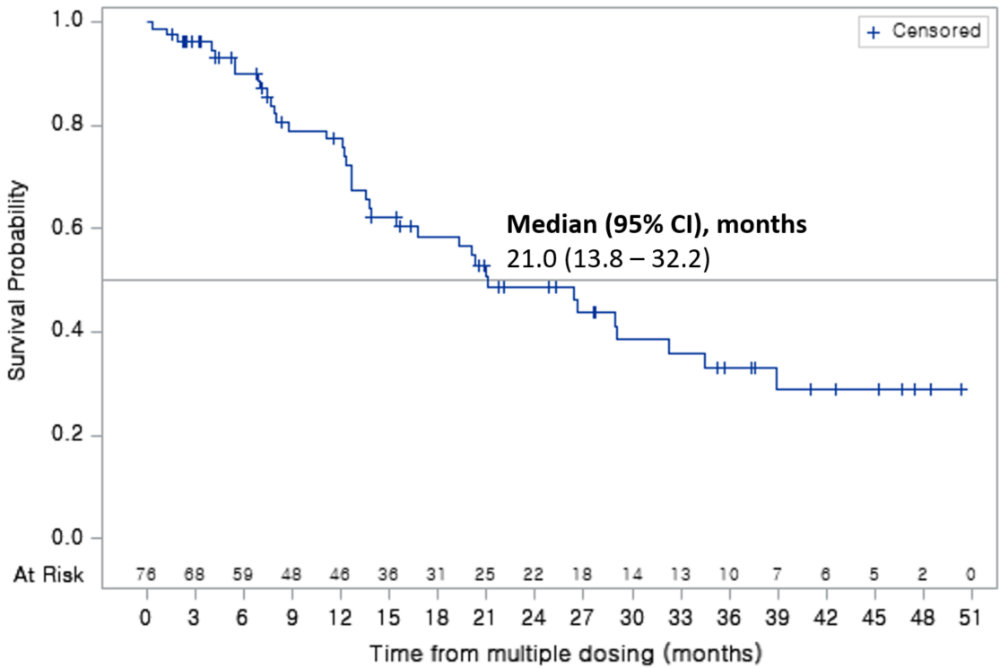 1.0
Censored
0.8
Survival Probability
Median (95% CI), months
0.6
21.0 (13.8 – 32.2)
0.4
0.2
0.0
At Risk 76 68 59 48 46 36 31 25 22 18 14 13 10 7 6 5 2 0
0 3 6 9 12 15 18 21 24 27 30 33 36 39 42 45 48 51
Time from multiple dosing (months)